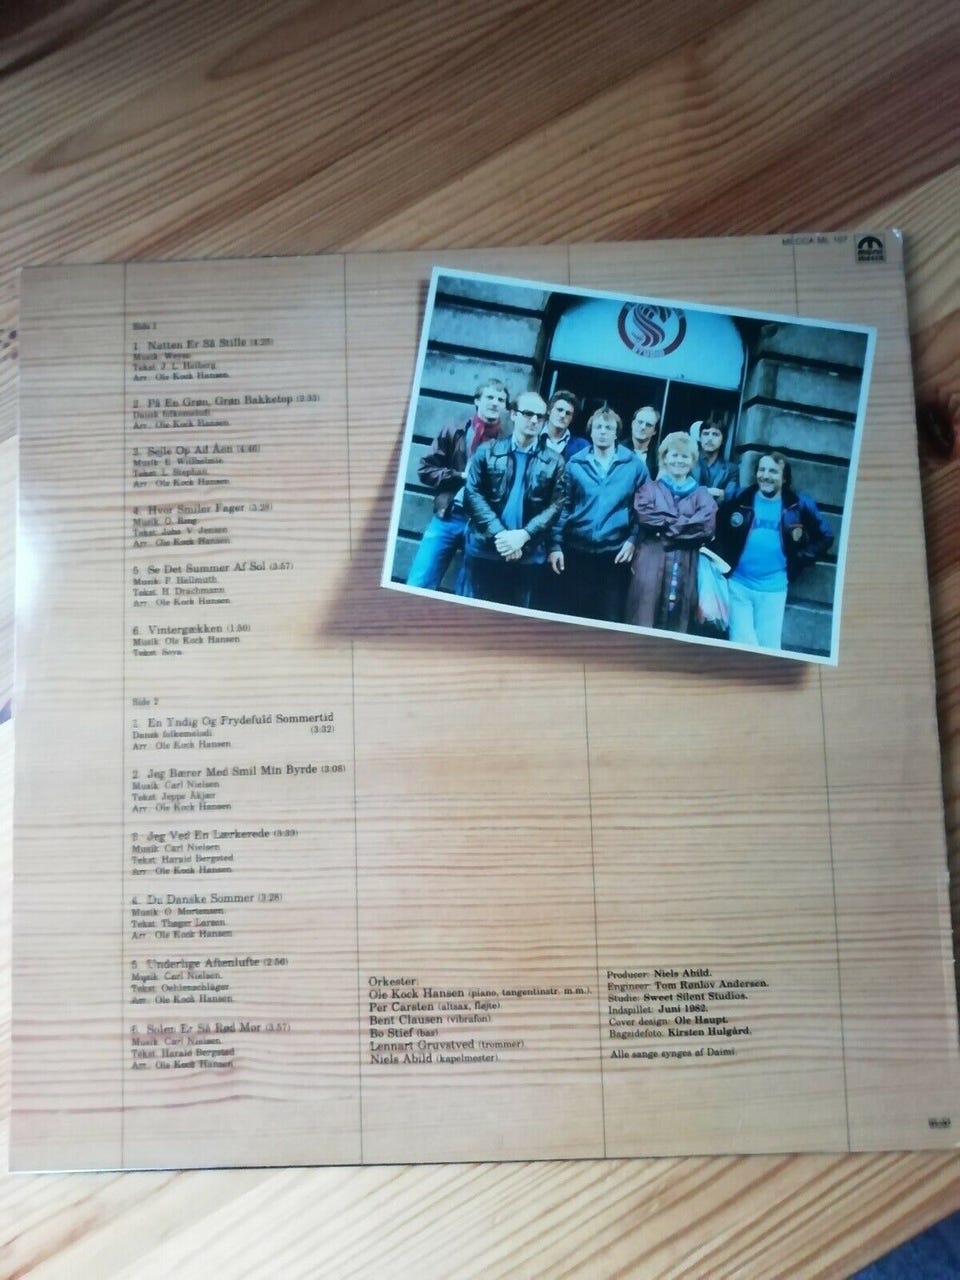 MECCA ML 107
Side 1
1. Natten Er Så Stille (4:25)
Musik: Weyse
Tekst: J. L. Heiberg
Arr.: Ole Kock Hansen
2. På En Grøn, Grøn Bakketop (3:33)
Dansk folkemelodi
Arr.: Ole Kock Hansen
3. Sejle Op Ad Åen (4:46)
Musik: E.
Tekst: L. Stephan
Arr.: Ole Kock Hansen
4. Hvor Smiler Fager (3:28)
Musik: O. Ring
Tekst: Johs. V. Jensen
Arr.: Ole Kock Hansen
5. Se Det Summer Af Sol (3:57)
Musik: P. Hellmuth
Tekst: H. Drachmann
Arr.: Ole Kock Hansen
6. Vintergækken (1:50)
Musik: Ole Kock Hansen
Tekst: Soya
Side 2
1. En Yndig Og Frydefuld Sommertid
(3:32)
Dansk folkemelodi
Arr.: Ole Kock Hansen
2. Jeg Bærer Med Smil Min Byrde (3:08)
Musik: Carl Nielsen
Tekst: Jeppe Åkjær
Arr.: Ole Kock Hansen
3. Jeg Ved En Lærkerede (3:39)
Musik: Carl Nielsen
Tekst: Harald Bergsted
Arr.: Ole Kock Hansen
4. Du Danske Sommer (3:28)
Musik: O. Mortensen
Tekst: Thøger Larsen
Arr.: Ole Kock Hansen
5. Underlige Aftenlufte (2:56)
Musik: Carl Nielsen
Tekst: Oehlenschläger
Arr.: Ole Kock Hansen
6. Solen Er Så Rød Mor (3:57)
Musik: Carl Nielsen
Tekst: Harald Bergsted
Arr.: Ole Kock Hansen
Orkester:
Ole Kock Hansen (piano, tangentinstr. m.m.).
Per Carsten (altsax, fløjte).
Bent Clausen (vibrafon).
Bo Stief (bas).
Lennart Gruvstved (trommer).
Niels Abild (kapelmester).
Producer: Niels Abild.
Engineer: Tom Rønlov Andersen.
Studie: Sweet Silent Studios.
Indspillet: Juni 1982.
Cover design: Ole Haupt.
Bagsidefoto: Kirsten Hulgård.
Alle sange synges af Daimi
STUDIO